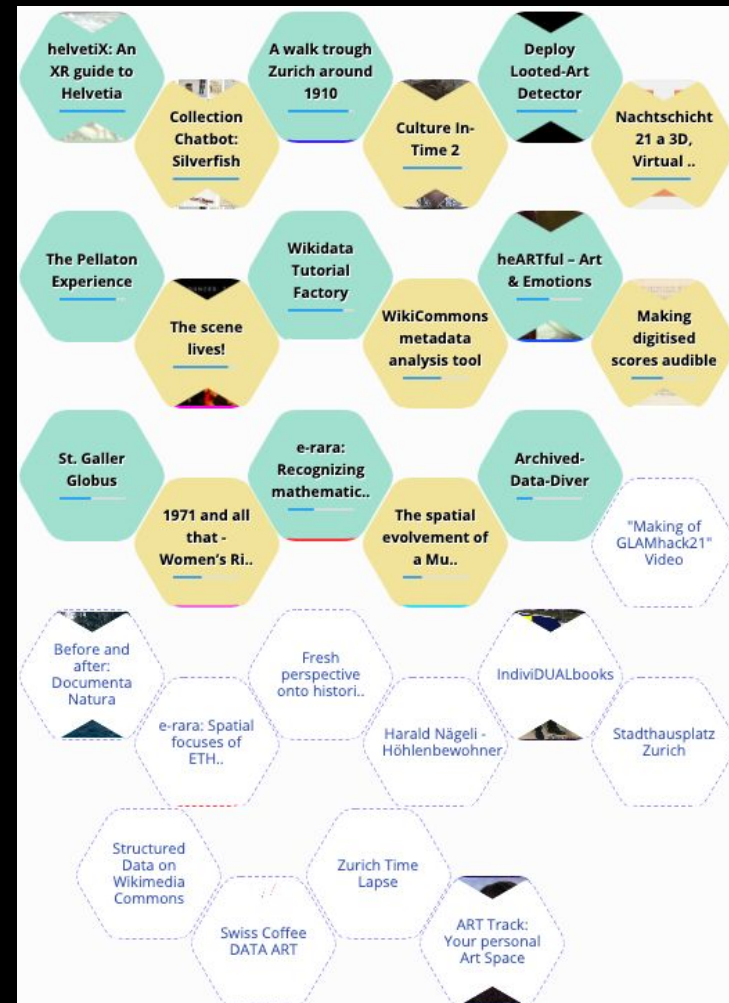 helvetiX: An
XR guide to
Helvetia
A walk trough
Zurich around
1910
Deploy
Looted-Art
Detector
Collection
Chatbot:
Silverfish
Culture In-
Time 2
Nachtschicht
21 a 3D,
Virtual ..
The Pellaton
Experience
Wikidata
Tutorial
Factory
heARTful – Art
& Emotions
The scene
lives!
WikiCommons
metadata
analysis tool
Making
digitised
scores audible
St. Galler
Globus
e-rara:
Recognizing
mathematic..
Archived-
Data-Diver
1971 and all
that -
Women's Ri..
The spatial
evolvement of
a Mu..
"Making of
GLAMhack21"
Video
Before and
after:
Documenta
Natura
Fresh
perspective
onto histori..
IndiviDUALbooks
e-rara: Spatial
focuses of
ETH..
Harald Nägeli -
Höhlenbewohner
Stadthausplatz
Zurich
Structured
Data on
Wikimedia
Commons
Zurich Time
Lapse
Swiss Coffee
DATA ART
ART Track:
Your personal
Art Space